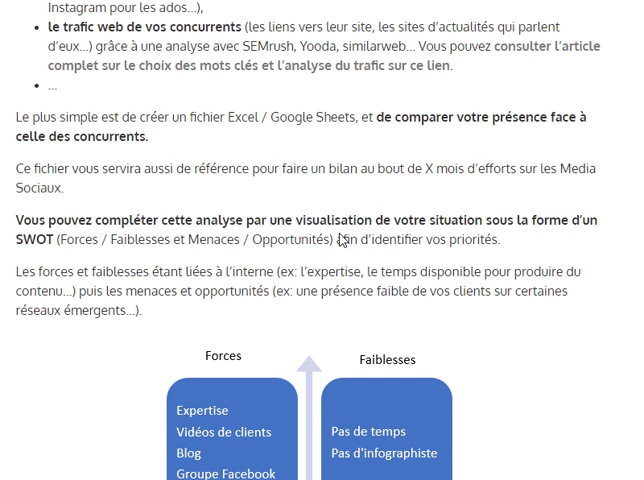 Instagram pour les ados…),
• le trafic web de vos concurrents (les liens vers leur site, les sites d’actualités qui parlent
d’eux…) grâce à une analyse avec SEMrush, Yooda, similarweb… Vous pouvez consulter l’article
complet sur le choix des mots clés et l’analyse du trafic sur ce lien.
• …
Le plus simple est de créer un fichier Excel / Google Sheets, et de comparer votre présence face à
celle des concurrents.
Ce fichier vous servira aussi de référence pour faire un bilan au bout de X mois d’efforts sur les Media
Sociaux.
Vous pouvez compléter cette analyse par une visualisation de votre situation sous la forme d’un
SWOT (Forces / Faiblesses et Menaces / Opportunités) afin d’identifier vos priorités.
Les forces et faiblesses étant liées à l’interne (ex: l’expertise, le temps disponible pour produire du
contenu…) puis les menaces et opportunités (ex: une présence faible de vos clients sur certaines
réseaux émergents…).
Forces
Faiblesses
Expertise
Vidéos de clients
Blog
Groupe Facebook
Pas de temps
Pas d’infographiste